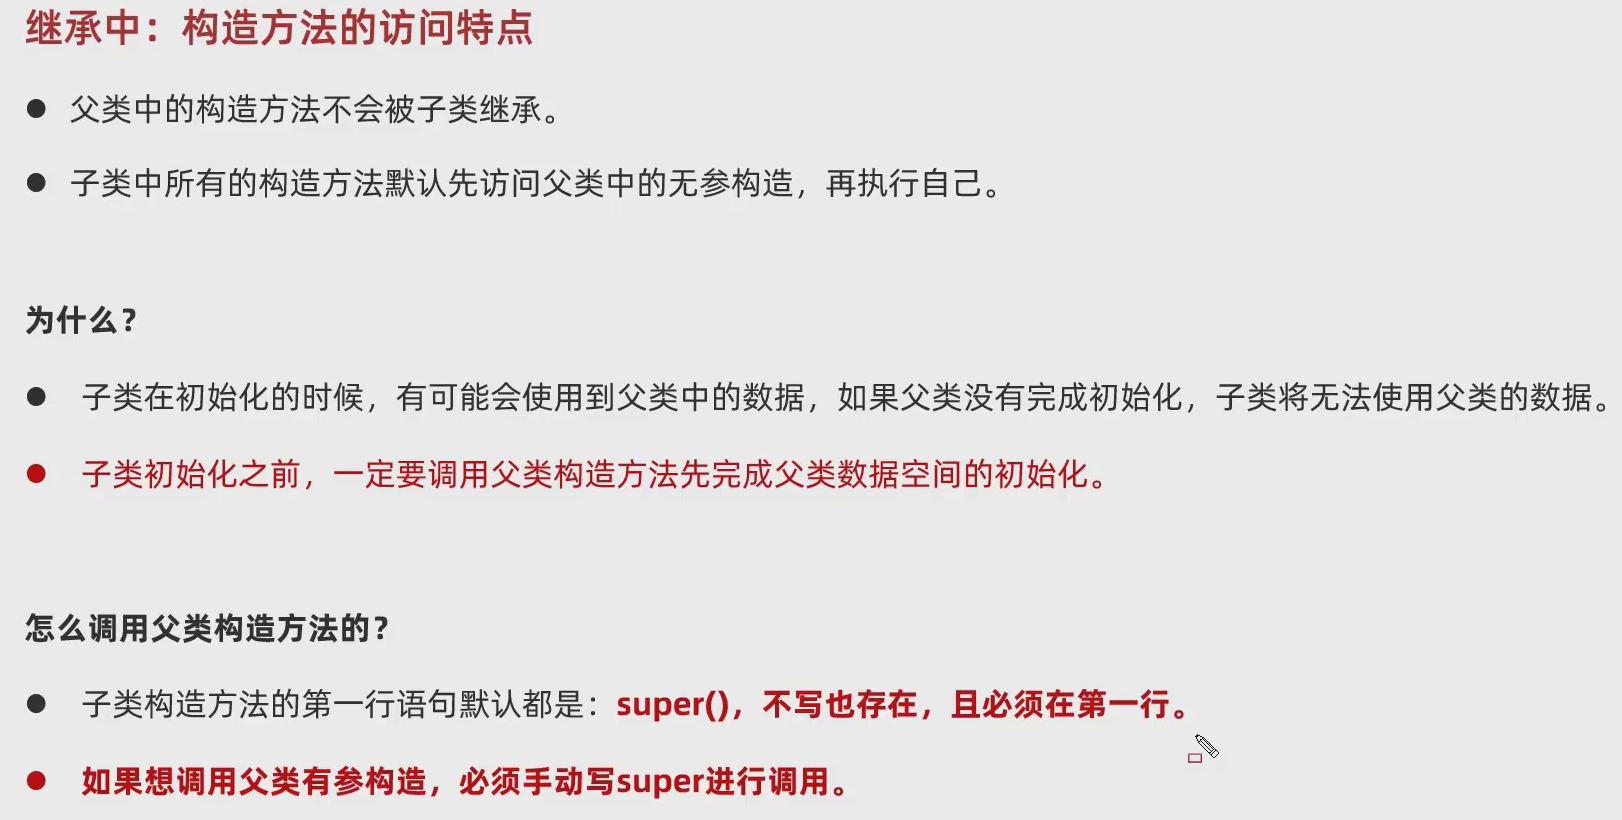 继承中：构造方法的访问特点
父类中的构造方法不会被子类继承。
子类中所有的构造方法默认先访问父类中的无参构造，再执行自己。
为什么？
子类在初始化的时候，有可能会使用到父类中的数据，如果父类没有完成初始化，子类将无法使用父类的数据。
子类初始化之前，一定要调用父类构造方法先完成父类数据空间的初始化。
怎么调用父类构造方法的？
子类构造方法的第一行语句默认都是：super()，不写也存在，且必须在第一行。
如果想调用父类有参构造，必须手动写super进行调用。